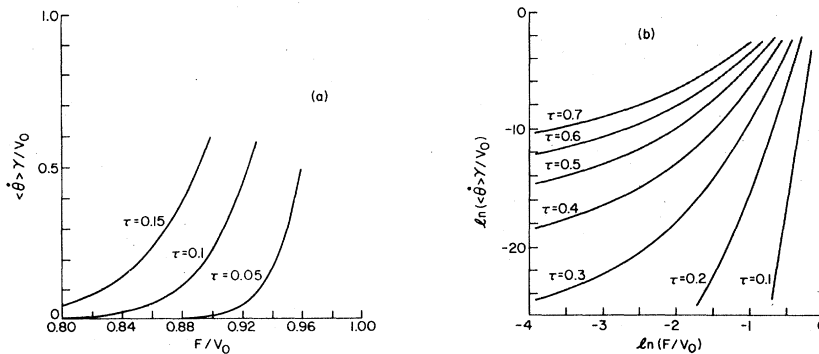 1.0
0.5
0
<θ̇>γ/V₀
(a)
τ=0.15
τ=0.1
τ=0.05
0.80
0.84
0.88
0.92
0.96
1.00
F/V₀
0
-10
-20
ℓn(<θ̇>γ/V₀)
(b)
τ=0.7
τ=0.6
τ=0.5
τ=0.4
τ=0.3
τ=0.2
τ=0.1
-4
-3
-2
-1
0
ℓn(F/V₀)